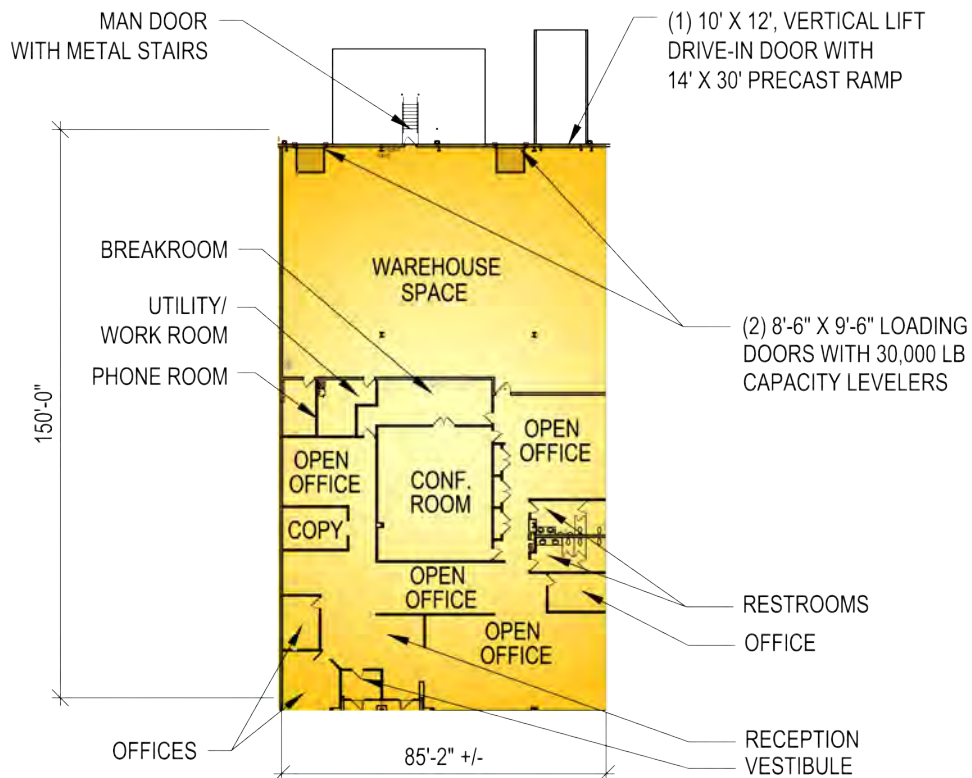 MAN DOOR
WITH METAL STAIRS
(1) 10' X 12', VERTICAL LIFT
DRIVE-IN DOOR WITH
14' X 30' PRECAST RAMP
BREAKROOM
UTILITY/
WORK ROOM
PHONE ROOM
WAREHOUSE
SPACE
(2) 8'-6" X 9'-6" LOADING
DOORS WITH 30,000 LB
CAPACITY LEVELERS
150'-0"
OPEN
OFFICE
OPEN
OFFICE
CONF.
ROOM
COPY
OPEN
OFFICE
OPEN
OFFICE
RESTROOMS
OFFICE
OFFICES
85'-2" +/-
RECEPTION
VESTIBULE